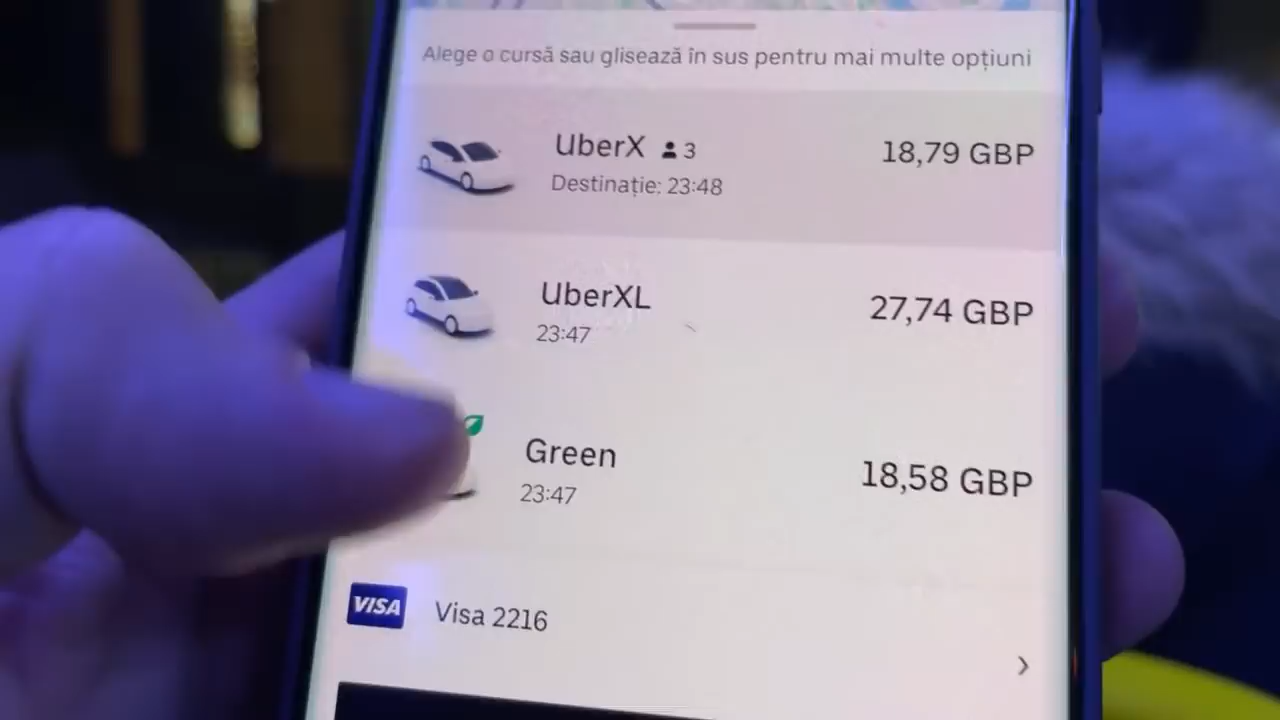 Alege o cursă sau glisează în sus pentru mai multe opțiuni
UberX 3
18,79 GBP
Destinație: 23:48
UberXL
27,74 GBP
23:47
Green
18,58 GBP
23:47
VISA
Visa 2216